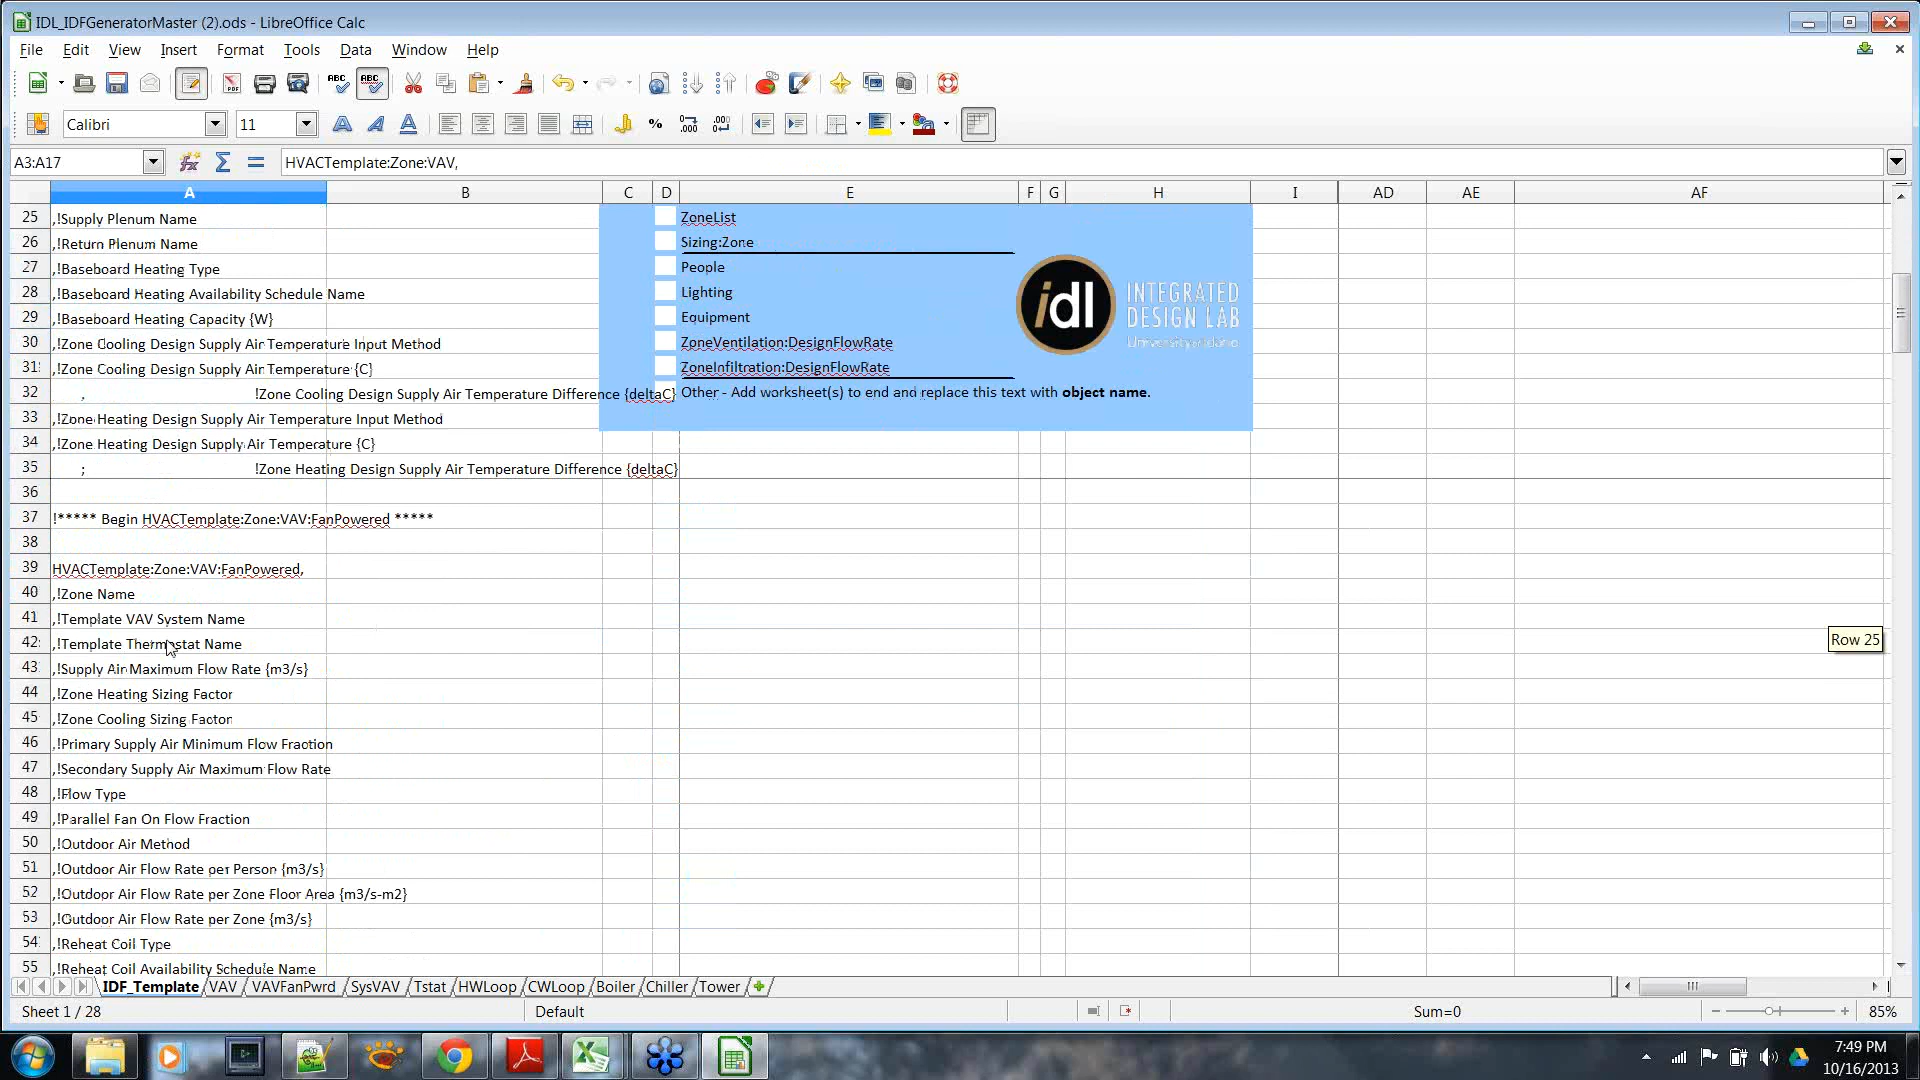 IDL_IDFGeneratorMaster (2).ods - LibreOffice Calc
File Edit View Insert Format Tools Data Window Help
Calibri 11
A3:A17 HVACTemplate:Zone:VAV,
A B C D E F G H I AD AE AF
25 ,!Supply Plenum Name ZoneList
26 ,!Return Plenum Name Sizing:Zone
27 ,!Baseboard Heating Type People
28 ,!Baseboard Heating Availability Schedule Name Lighting
29 ,!Baseboard Heating Capacity {W} Equipment
30 ,!Zone Cooling Design Supply Air Temperature Input Method ZoneVentilation:DesignFlowRate
31 ,!Zone Cooling Design Supply Air Temperature {C} ZoneInfiltration:DesignFlowRate
32 , !Zone Cooling Design Supply Air Temperature Difference {deltaC} Other - Add worksheet(s) to end and replace this text with object name.
idl INTEGRATED
DESIGN LAB
33 ,!Zone Heating Design Supply Air Temperature Input Method
34 ,!Zone Heating Design Supply Air Temperature {C}
35 ; !Zone Heating Design Supply Air Temperature Difference {deltaC}
36
37 !***** Begin HVACTemplate:Zone:VAV:FanPowered *****
38
39 HVACTemplate:Zone:VAV:FanPowered,
40 ,!Zone Name
41 ,!Template VAV System Name
42 ,!Template Thermostat Name
43 ,!Supply Air Maximum Flow Rate {m3/s}
44 ,!Zone Heating Sizing Factor
45 ,!Zone Cooling Sizing Factor
46 ,!Primary Supply Air Minimum Flow Fraction
47 ,!Secondary Supply Air Maximum Flow Rate
48 ,!Flow Type
49 ,!Parallel Fan On Flow Fraction
50 ,!Outdoor Air Method
51 ,!Outdoor Air Flow Rate per Person {m3/s}
52 ,!Outdoor Air Flow Rate per Zone Floor Area {m3/s-m2}
53 ,!Outdoor Air Flow Rate per Zone {m3/s}
54 ,!Reheat Coil Type
55 ,!Reheat Coil Availability Schedule Name
Row 25
IDF_Template VAV VAVFanPwrd SysVAV Tstat HWLoop CWLoop Boiler Chiller Tower
Sheet 1 / 28 Default Sum=0 85%
7:49 PM
10/16/2013